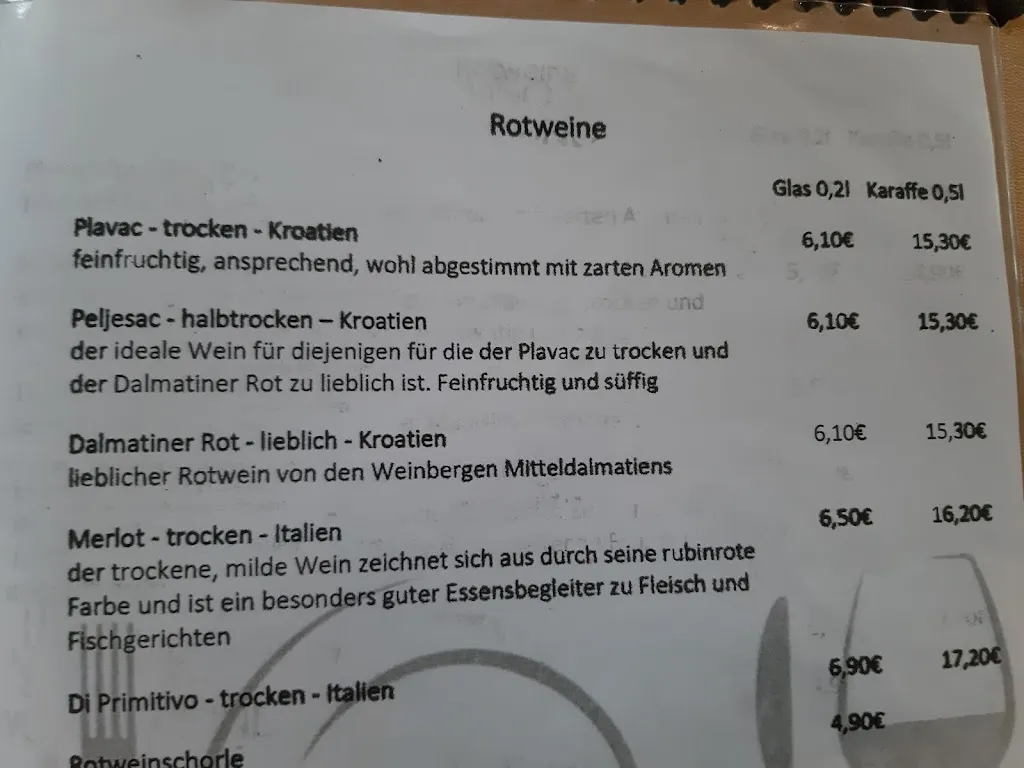 Rotweine
Glas 0,2l Karaffe 0,5l
Plavac - trocken - Kroatien 6,10€ 15,30€
feinfruchtig, ansprechend, wohl abgestimmt mit zarten Aromen
Peljesac - halbtrocken – Kroatien 6,10€ 15,30€
der ideale Wein für diejenigen für die der Plavac zu trocken und
der Dalmatiner Rot zu lieblich ist. Feinfruchtig und süffig
Dalmatiner Rot - lieblich - Kroatien 6,10€ 15,30€
lieblicher Rotwein von den Weinbergen Mitteldalmatiens
Merlot - trocken - Italien 6,50€ 16,20€
der trockene, milde Wein zeichnet sich aus durch seine rubinrote
Farbe und ist ein besonders guter Essensbegleiter zu Fleisch und
Fischgerichten
Di Primitivo - trocken - Italien 6,90€ 17,20€
Rotweinschorle 4,90€